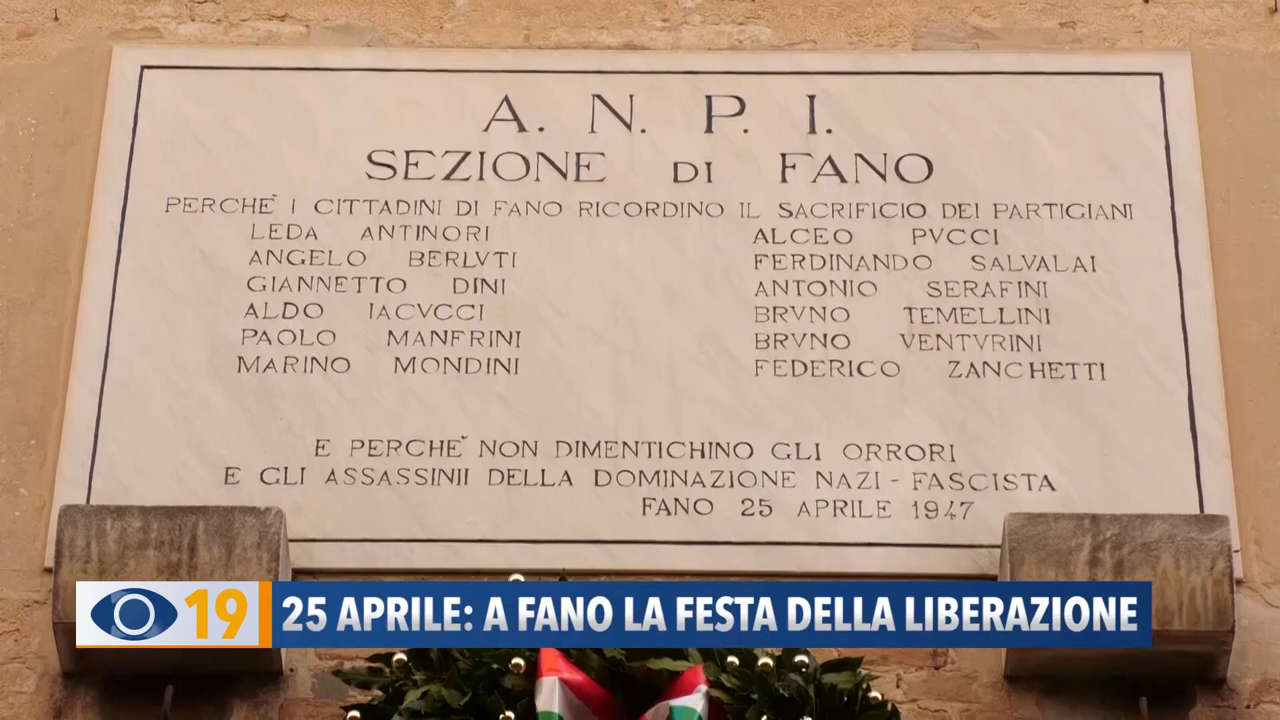 A. N. P. I.
SEZIONE DI FANO
PERCHE' I CITTADINI DI FANO RICORDINO IL SACRIFICIO DEI PARTIGIANI
LEDA ANTINORI
ANGELO BERLVTI
GIANNETTO DINI
ALDO IACVCCI
PAOLO MANFRINI
MARINO MONDINI
ALCEO PVCCI
FERDINANDO SALVALAI
ANTONIO SERAFINI
BRVNO TEMELLINI
BRVNO VENTVRINI
FEDERICO ZANCHETTI
E PERCHE' NON DIMENTICHINO GLI ORRORI
E GLI ASSASSINII DELLA DOMINAZIONE NAZI - FASCISTA
FANO 25 APRILE 1947
19 25 APRILE: A FANO LA FESTA DELLA LIBERAZIONE